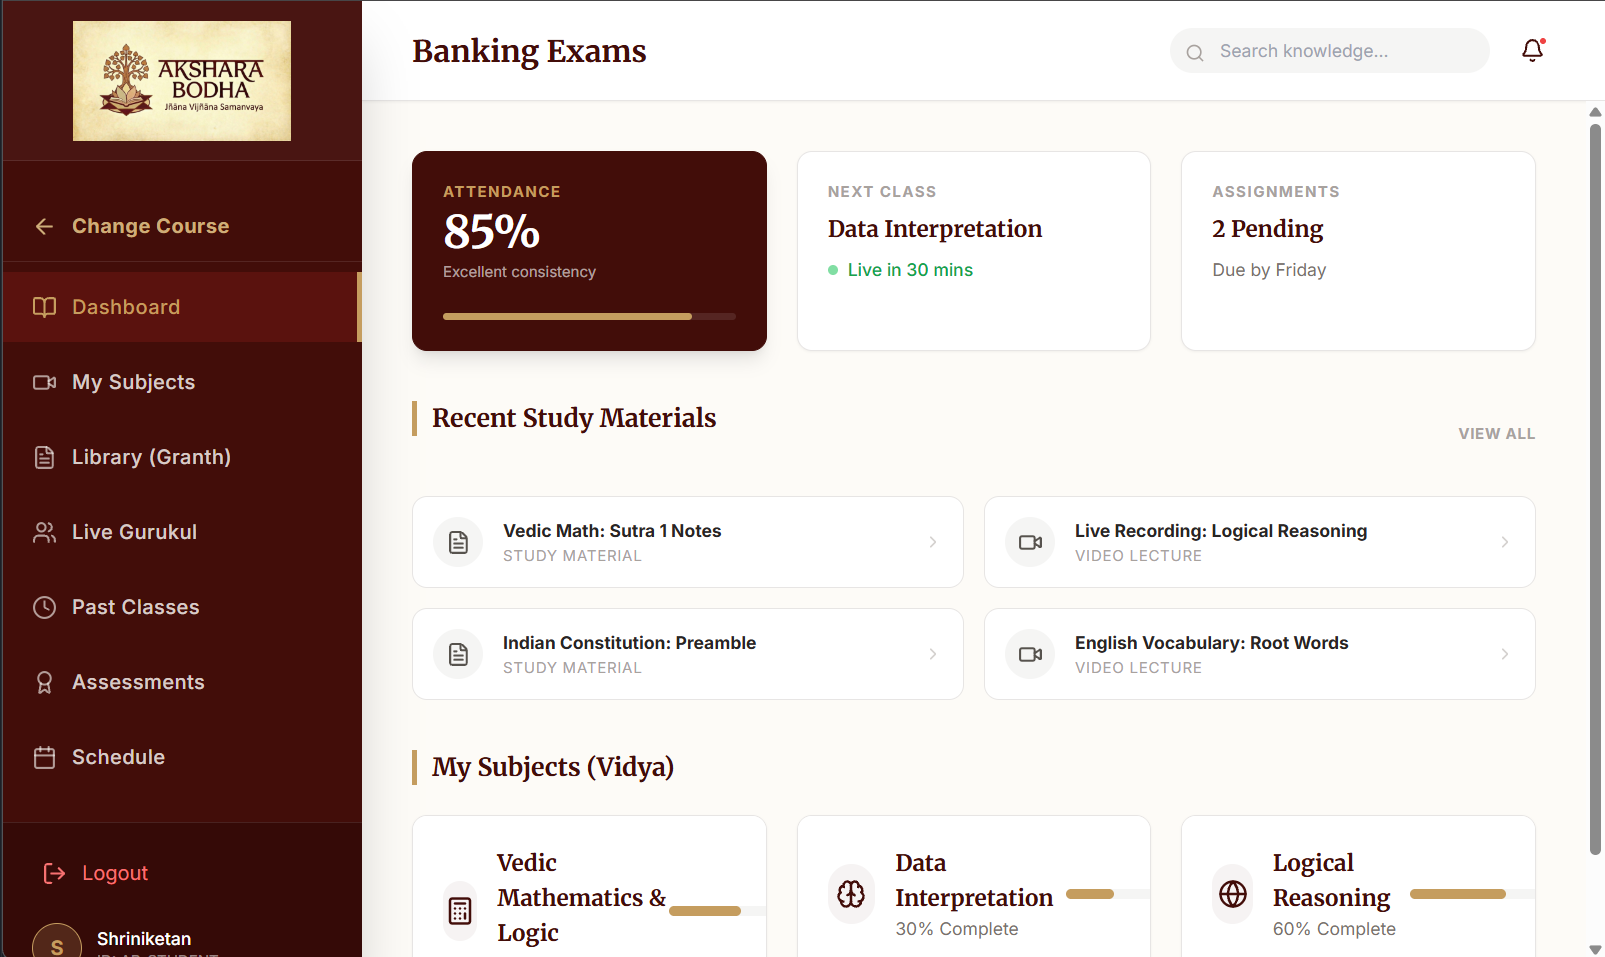 AKSHARA
BODHA
Jñāna Vijñāna Samanvaya
Change Course
Dashboard
My Subjects
Library (Granth)
Live Gurukul
Past Classes
Assessments
Schedule
Logout
S
Shriniketan
Banking Exams
Search knowledge...
ATTENDANCE
85%
Excellent consistency
NEXT CLASS
Data Interpretation
Live in 30 mins
ASSIGNMENTS
2 Pending
Due by Friday
Recent Study Materials
VIEW ALL
Vedic Math: Sutra 1 Notes
STUDY MATERIAL
Live Recording: Logical Reasoning
VIDEO LECTURE
Indian Constitution: Preamble
STUDY MATERIAL
English Vocabulary: Root Words
VIDEO LECTURE
My Subjects (Vidya)
Vedic
Mathematics &
Logic
Data
Interpretation
30% Complete
Logical
Reasoning
60% Complete